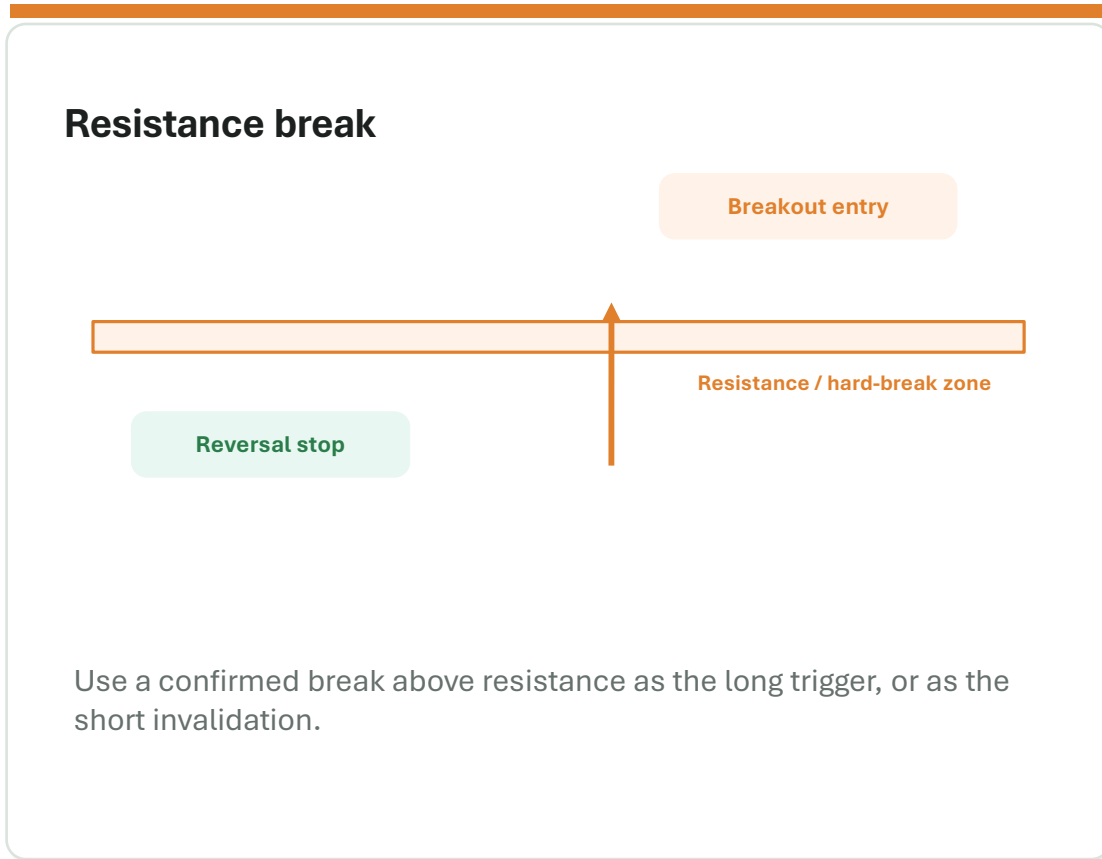 Resistance break
Breakout entry
Resistance / hard-break zone
Reversal stop
Use a confirmed break above resistance as the long trigger, or as the
short invalidation.